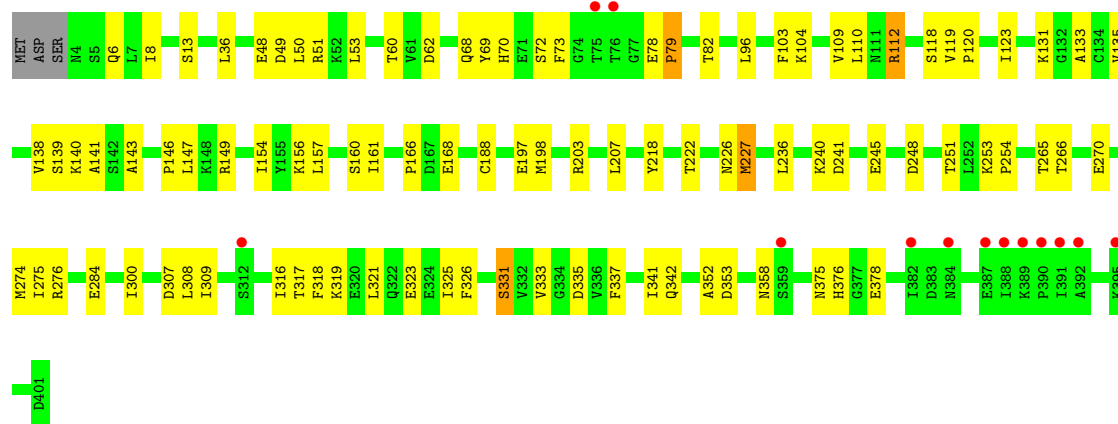 MET ASP SER N4 S5 Q6 L7 I8 S13 L36 E48 D49 L50 R51 K52 L53 T60 V61 D62 Q68 Y69 H70 E71 S72 F73 G74 T75 T76 G77 E78 P79 T82 L96 F103 K104 V109 L110 N111 R112 S118 V119 P120 I123 K131 G132 A133 C134 V135
V138 S139 K140 A141 S142 A143 P146 L147 K148 R149 I154 Y155 K156 L157 S160 I161 P166 D167 E168 C188 E197 M198 R203 L207 Y218 T222 N226 M227 L236 K240 D241 E245 D248 T251 L252 K253 P254 T265 T266 E270
M274 I275 R276 E284 I300 D307 L308 I309 S312 I316 T317 F318 K319 E320 L321 Q322 E323 E324 I325 F326 S331 V332 V333 G334 D335 V336 F337 I341 Q342 A352 D353 N358 S359 N375 H376 G377 E378 I382 D383 N384 E387 I388 K389 P390 I391 A392 K395
D401